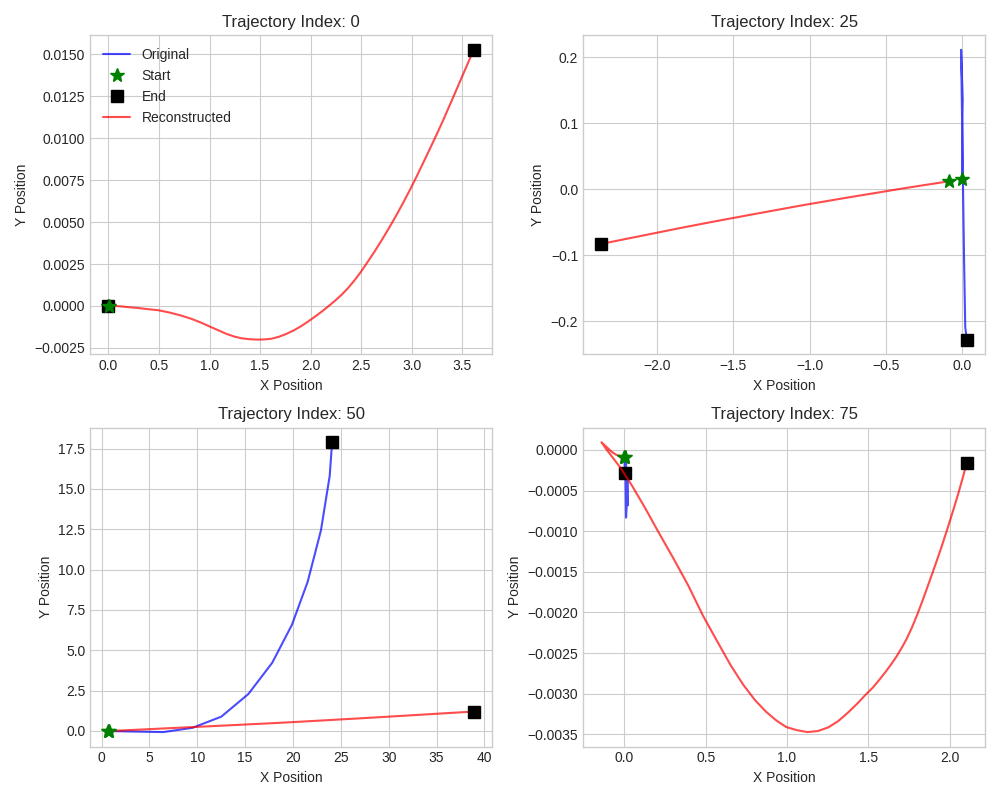 Trajectory Index: 0
Original
Start
End
Reconstructed
0.0150
0.0125
0.0100
0.0075
0.0050
0.0025
0.0000
−0.0025
Y Position
0.0 0.5 1.0 1.5 2.0 2.5 3.0 3.5
X Position
Trajectory Index: 25
0.2
0.1
0.0
−0.1
−0.2
Y Position
−2.0 −1.5 −1.0 −0.5 0.0
X Position
Trajectory Index: 50
17.5
15.0
12.5
10.0
7.5
5.0
2.5
0.0
Y Position
0 5 10 15 20 25 30 35 40
X Position
Trajectory Index: 75
0.0000
−0.0005
−0.0010
−0.0015
−0.0020
−0.0025
−0.0030
−0.0035
Y Position
0.0 0.5 1.0 1.5 2.0
X Position